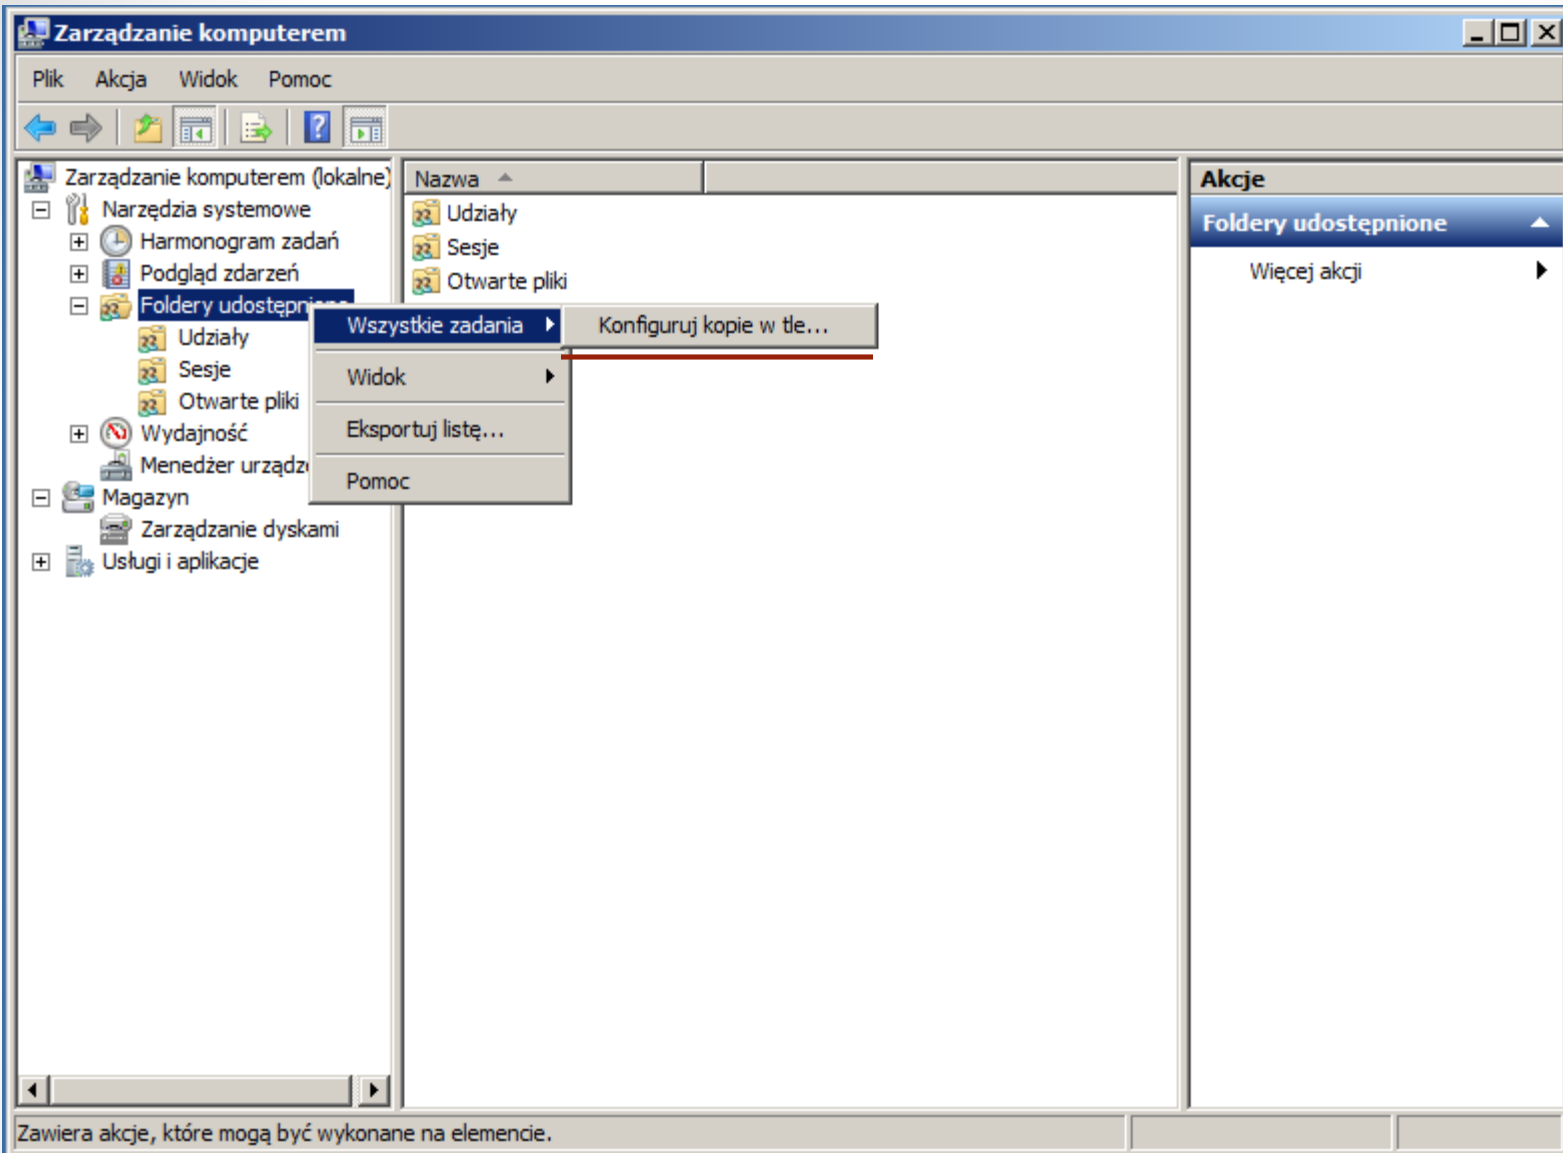 Zarządzanie komputerem
Plik Akcja Widok Pomoc
Zarządzanie komputerem (lokalne)
Narzędzia systemowe
Harmonogram zadań
Podgląd zdarzeń
Foldery udostępnione
Udziały
Sesje
Otwarte pliki
Wydajność
Menedżer urządz
Magazyn
Zarządzanie dyskami
Usługi i aplikacje
Nazwa
Udziały
Sesje
Otwarte pliki
Wszystkie zadania
Konfiguruj kopie w tle...
Widok
Eksportuj listę...
Pomoc
Akcje
Foldery udostępnione
Więcej akcji
Zawiera akcje, które mogą być wykonane na elemencie.